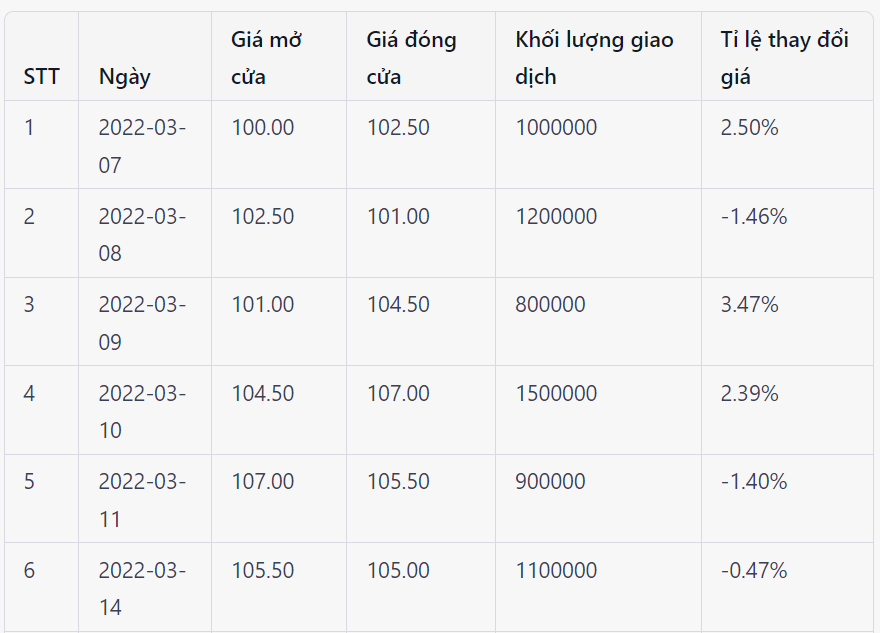 STT Ngày Giá mở cửa Giá đóng cửa Khối lượng giao dịch Tỉ lệ thay đổi giá
1 2022-03-07 100.00 102.50 1000000 2.50%
2 2022-03-08 102.50 101.00 1200000 -1.46%
3 2022-03-09 101.00 104.50 800000 3.47%
4 2022-03-10 104.50 107.00 1500000 2.39%
5 2022-03-11 107.00 105.50 900000 -1.40%
6 2022-03-14 105.50 105.00 1100000 -0.47%